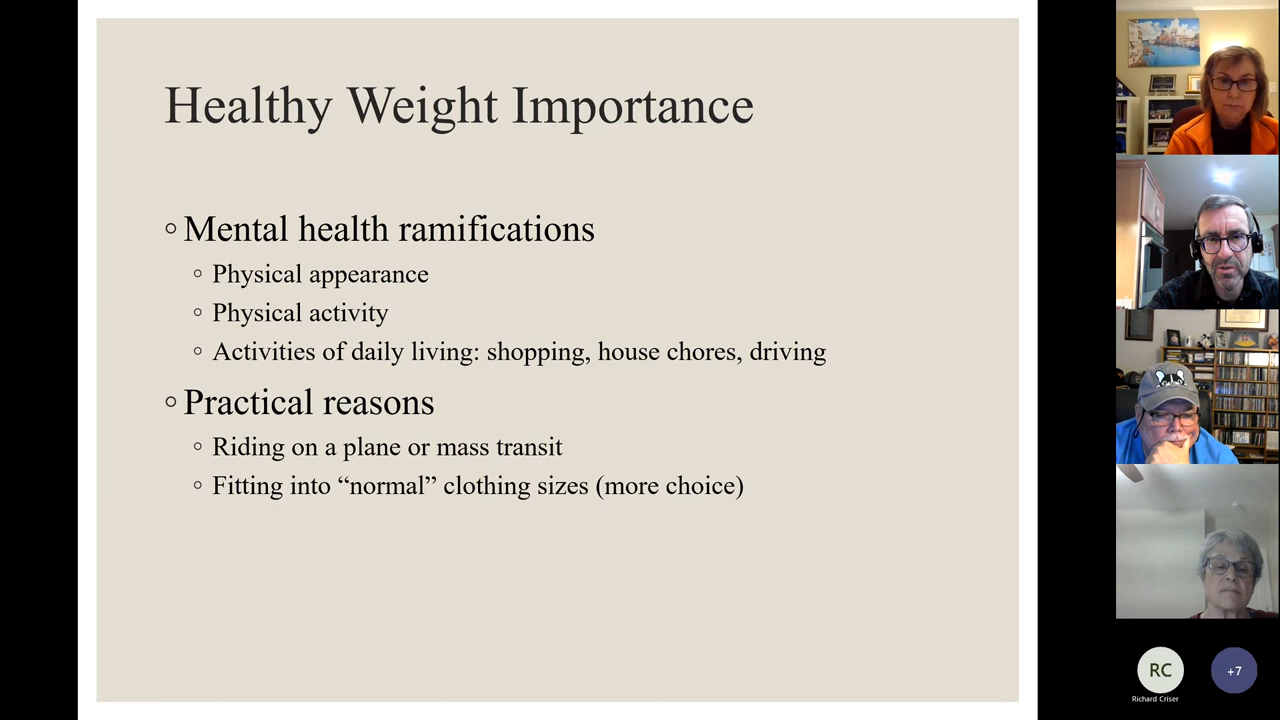 Healthy Weight Importance
Mental health ramifications
Physical appearance
Physical activity
Activities of daily living: shopping, house chores, driving
Practical reasons
Riding on a plane or mass transit
Fitting into “normal” clothing sizes (more choice)
RC
+7
Richard Criser